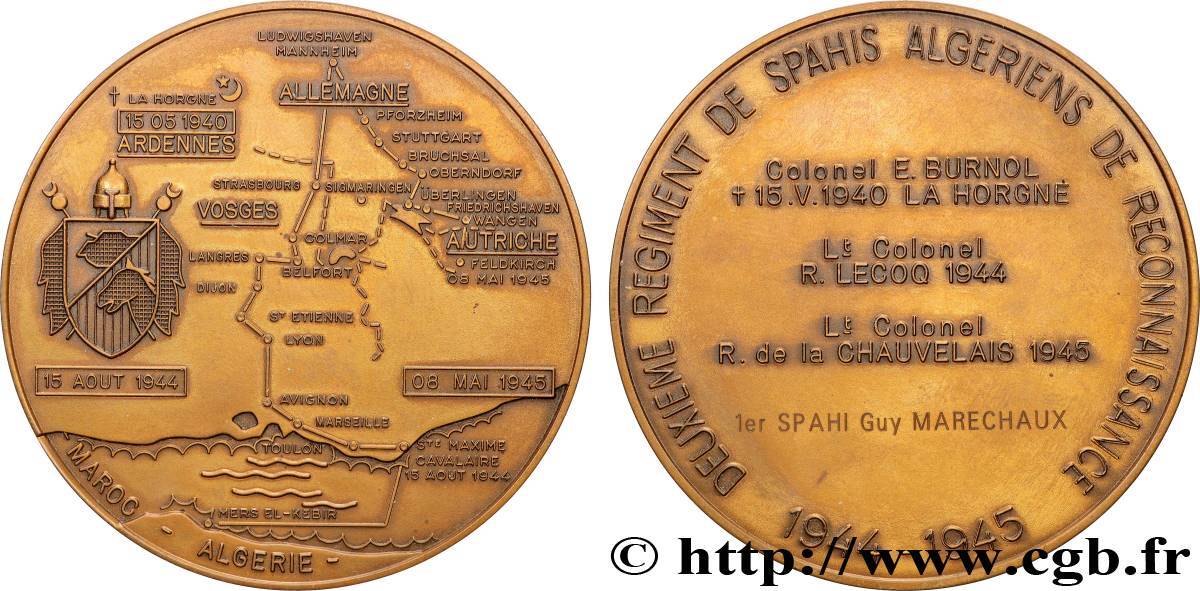 LUDWIGSHAVEN
MANNHEIM
ALLEMAGNE
† LA HORGNE
15 05 1940
ARDENNES
PFORZHEIM
STUTTGART
BRUCHSAL
OBERNDORF
STRASBOURG
SIGMARINGEN
ÜBERLINGEN
FRIEDRICHSHAVEN
WANGEN
VOSGES
AUTRICHE
COLMAR
LANGRES
BELFORT
FELDKIRCH
08 MAI 1945
DIJON
ST ETIENNE
LYON
15 AOUT 1944
08 MAI 1945
AVIGNON
MARSEILLE
TOULON
STE MAXIME
CAVALAIRE
15 AOUT 1944
MERS EL-KEBIR
MAROC - ALGERIE -
DEUXIEME REGIMENT DE SPAHIS ALGERIENS DE RECONNAISSANCE
Colonel E. BURNOL
† 15.V.1940 LA HORGNE
Lt Colonel
R. LECOQ 1944
Lt Colonel
R. de la CHAUVELAIS 1945
1er SPAHI Guy MARECHAUX
1944 1945
© http://www.cgb.fr